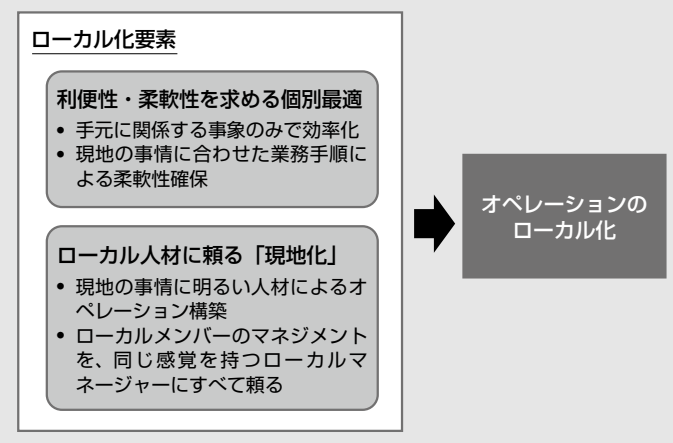 ローカル化要素
利便性・柔軟性を求める個別最適
• 手元に関係する事象のみで効率化
• 現地の事情に合わせた業務手順に
よる柔軟性確保
ローカル人材に頼る「現地化」
• 現地の事情に明るい人材によるオ
ペレーション構築
• ローカルメンバーのマネジメント
を、同じ感覚を持つローカルマ
ネージャーにすべて頼る
オペレーションの
ローカル化